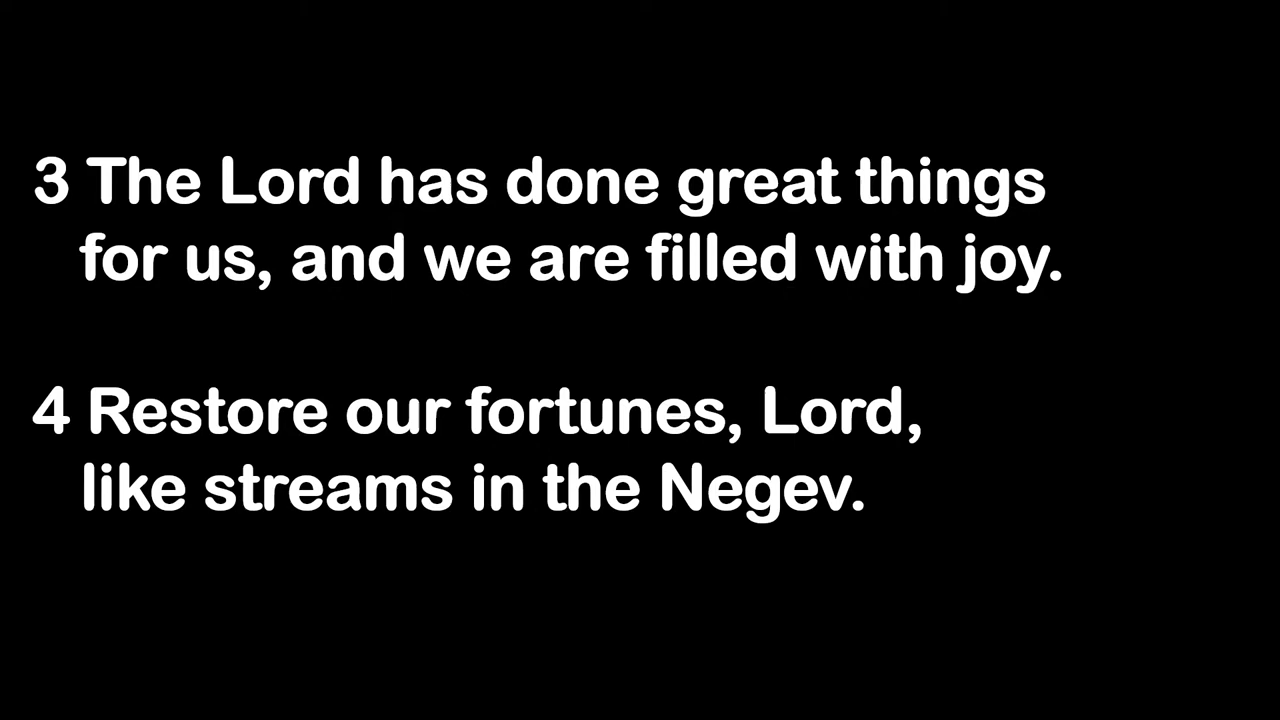 3 The Lord has done great things
for us, and we are filled with joy.
4 Restore our fortunes, Lord,
like streams in the Negev.